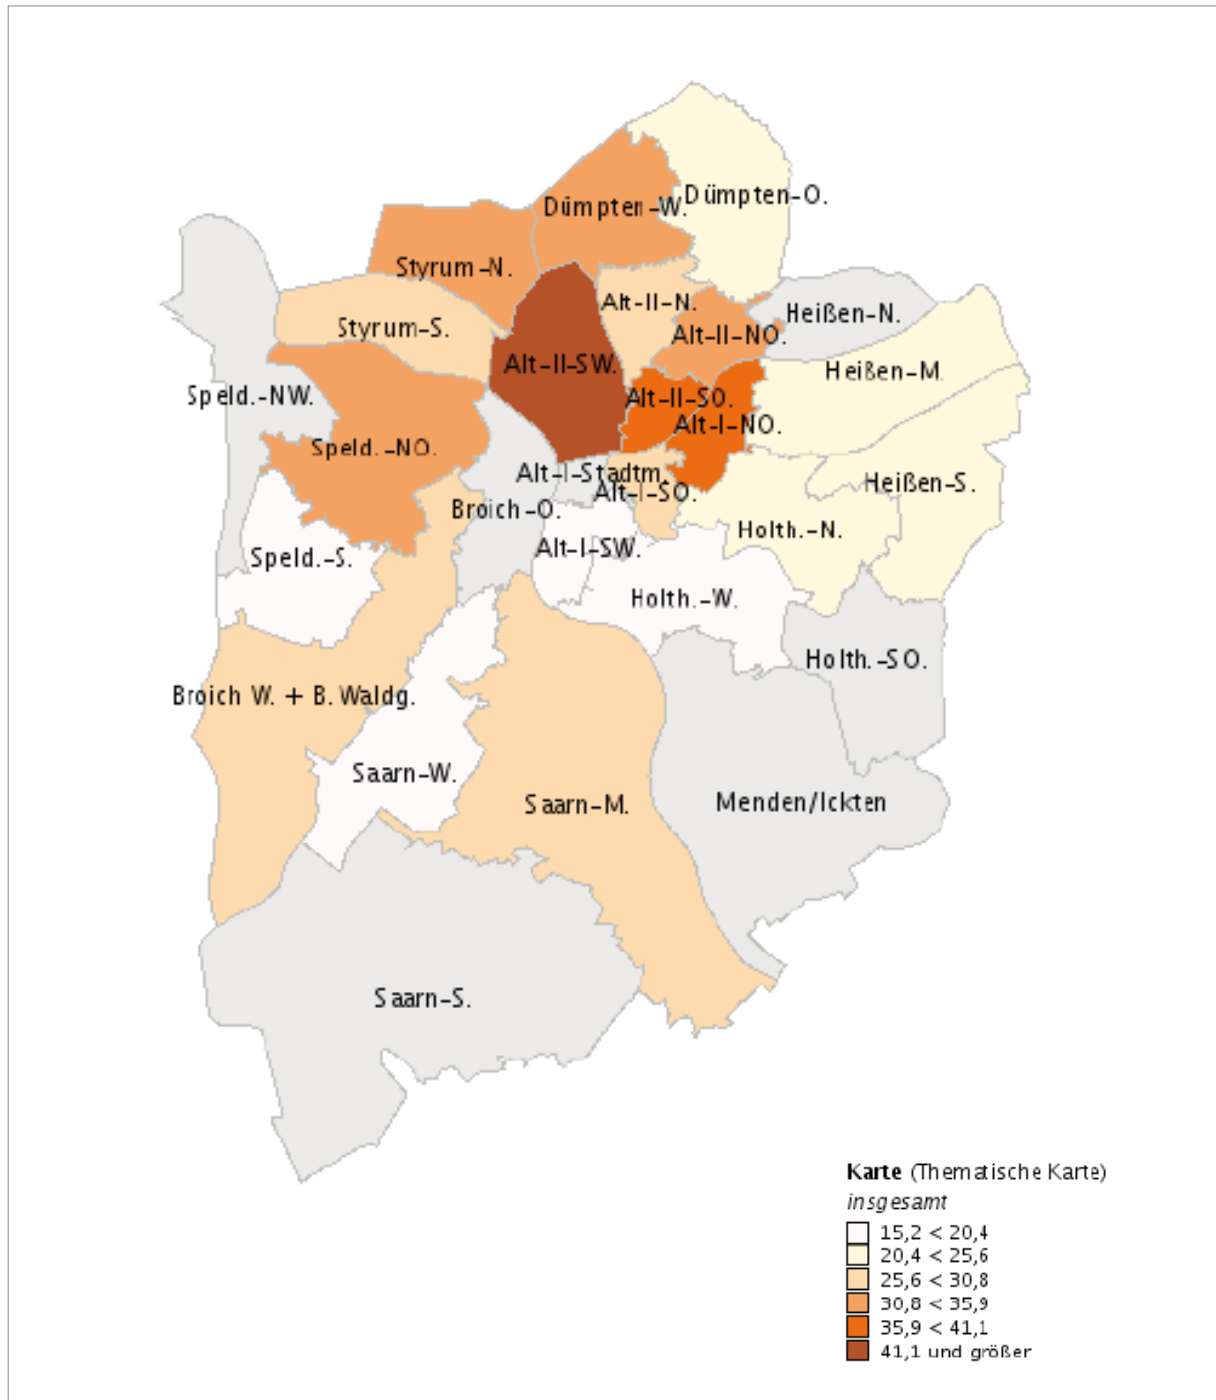 Dümpten-O.
Dümpten-W.
Styrum-N.
Alt-II-N.
Heißen-N.
Styrum-S.
Alt-II-NO.
Alt-II-SW.
Heißen-M.
Speld.-NW.
Alt-II-SO.
Alt-I-NO.
Speld.-NO.
Alt-I-Stadtm.
Heißen-S.
Alt-I-SO.
Broich-O.
Holth.-N.
Alt-I-SW.
Speld.-S.
Holth.-W.
Holth.-SO.
Broich W. + B. Waldg.
Saarn-W.
Saarn-M.
Menden/Ickten
Saarn-S.
Karte (Thematische Karte)
insgesamt
15,2 < 20,4
20,4 < 25,6
25,6 < 30,8
30,8 < 35,9
35,9 < 41,1
41,1 und größer